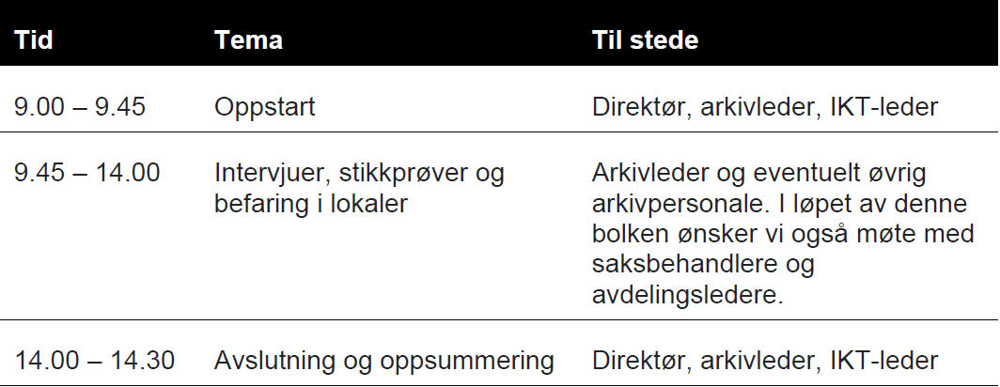 Tid Tema Til stede
9.00 – 9.45 Oppstart Direktør, arkivleder, IKT-leder
9.45 – 14.00 Intervjuer, stikkprøver og Arkivleder og eventuelt øvrig
befaring i lokaler arkivpersonale. I løpet av denne
bolken ønsker vi også møte med
saksbehandlere og
avdelingsledere.
14.00 – 14.30 Avslutning og oppsummering Direktør, arkivleder, IKT-leder